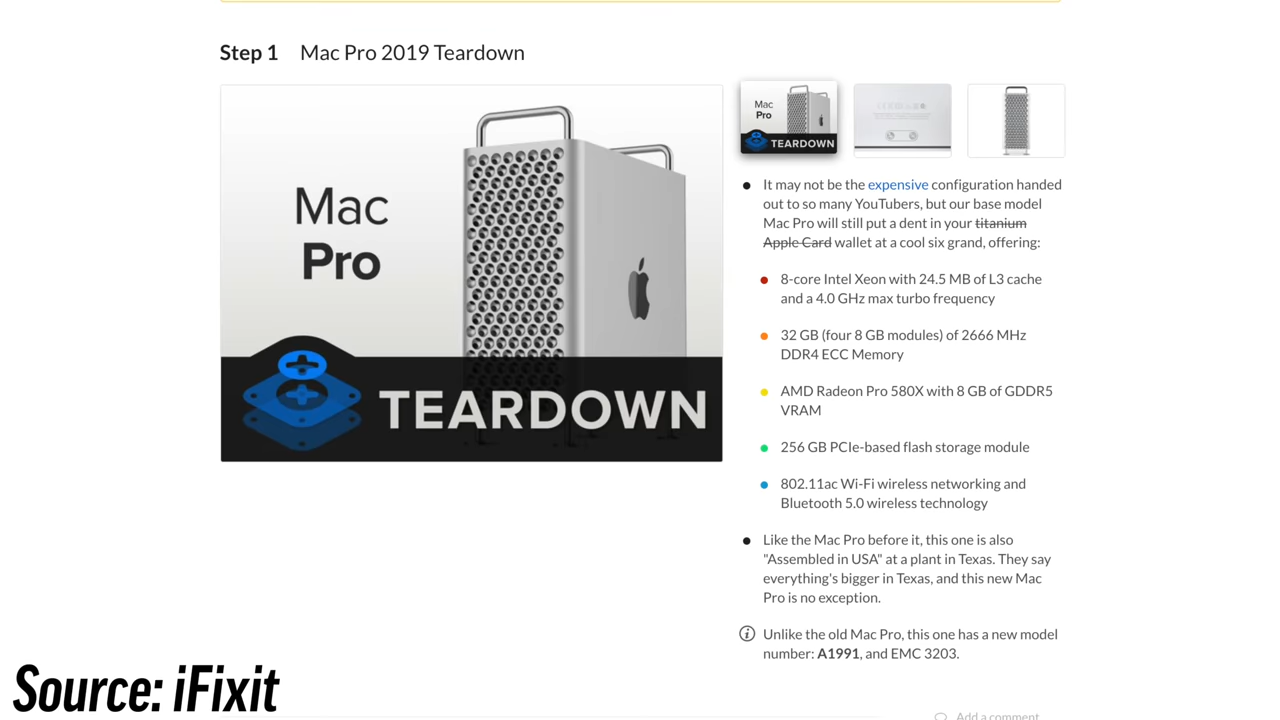 Step 1 Mac Pro 2019 Teardown
Mac
Pro
TEARDOWN
Mac
Pro
TEARDOWN
It may not be the expensive configuration handed
out to so many YouTubers, but our base model
Mac Pro will still put a dent in your titanium
Apple Card wallet at a cool six grand, offering:
8-core Intel Xeon with 24.5 MB of L3 cache
and a 4.0 GHz max turbo frequency
32 GB (four 8 GB modules) of 2666 MHz
DDR4 ECC Memory
AMD Radeon Pro 580X with 8 GB of GDDR5
VRAM
256 GB PCIe-based flash storage module
802.11ac Wi-Fi wireless networking and
Bluetooth 5.0 wireless technology
Like the Mac Pro before it, this one is also
"Assembled in USA" at a plant in Texas. They say
everything's bigger in Texas, and this new Mac
Pro is no exception.
Unlike the old Mac Pro, this one has a new model
number: A1991, and EMC 3203.
Add a comment
Source: iFixit